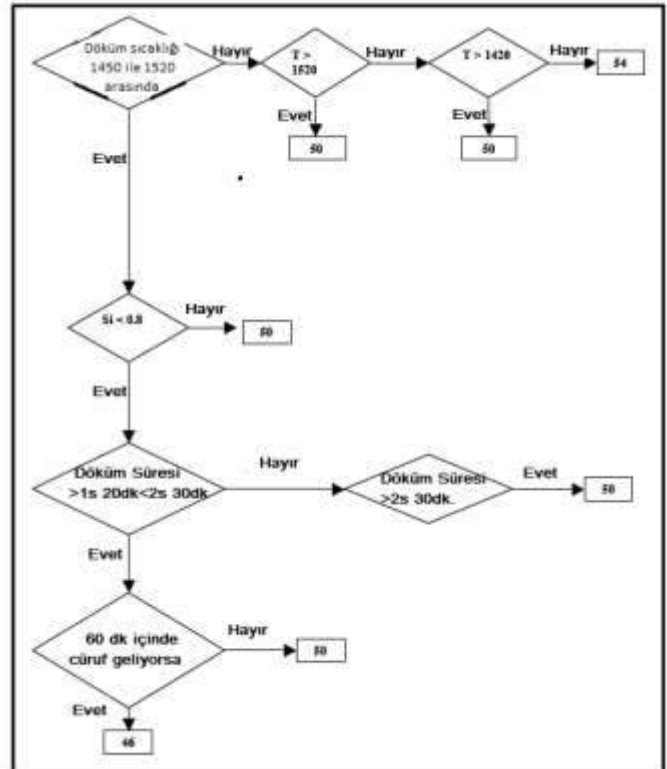 Döküm sıcaklığı
1450 ile 1520
arasında
Hayır
T >
1520
Hayır
T > 1420
Hayır
54
Evet
50
Evet
50
Evet
Si < 0.8
Hayır
50
Evet
Döküm Süresi
>1s 20dk<2s 30dk
Hayır
Döküm Süresi
>2s 30dk.
Evet
50
Evet
60 dk içinde
cüruf geliyorsa
Hayır
50
Evet
46